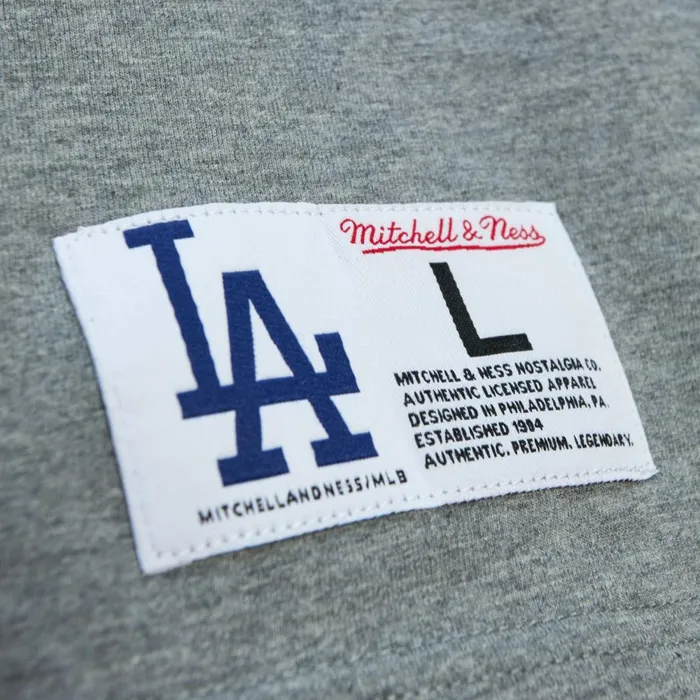 LA
MITCHELLANDNESS/MLB
Mitchell & Ness
L
MITCHELL & NESS NOSTALGIA CO.
AUTHENTIC LICENSED APPAREL
DESIGNED IN PHILADELPHIA, PA.
ESTABLISHED 1904
AUTHENTIC. PREMIUM. LEGENDARY.